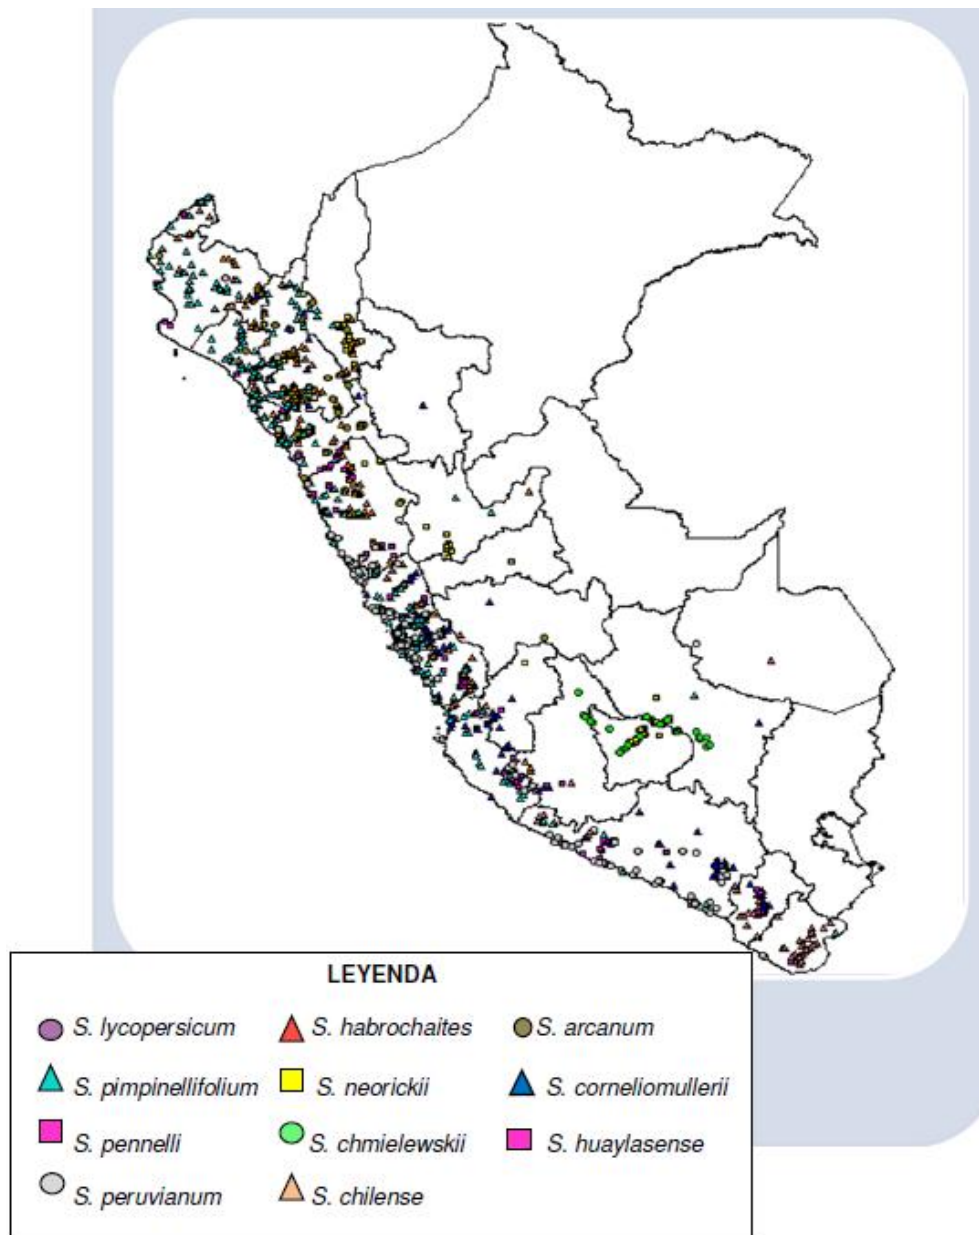 LEYENDA
S. lycopersicum S. habrochaites S. arcanum
S. pimpinellifolium S. neorickii S. corneliomullerii
S. pennelli S. chmielewskii S. huaylasense
S. peruvianum S. chilense